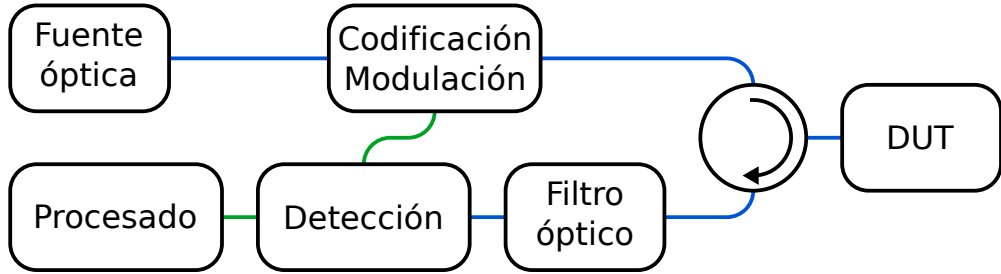 Fuente
óptica
Codificación
Modulación
DUT
Procesado
Detección
Filtro
óptico